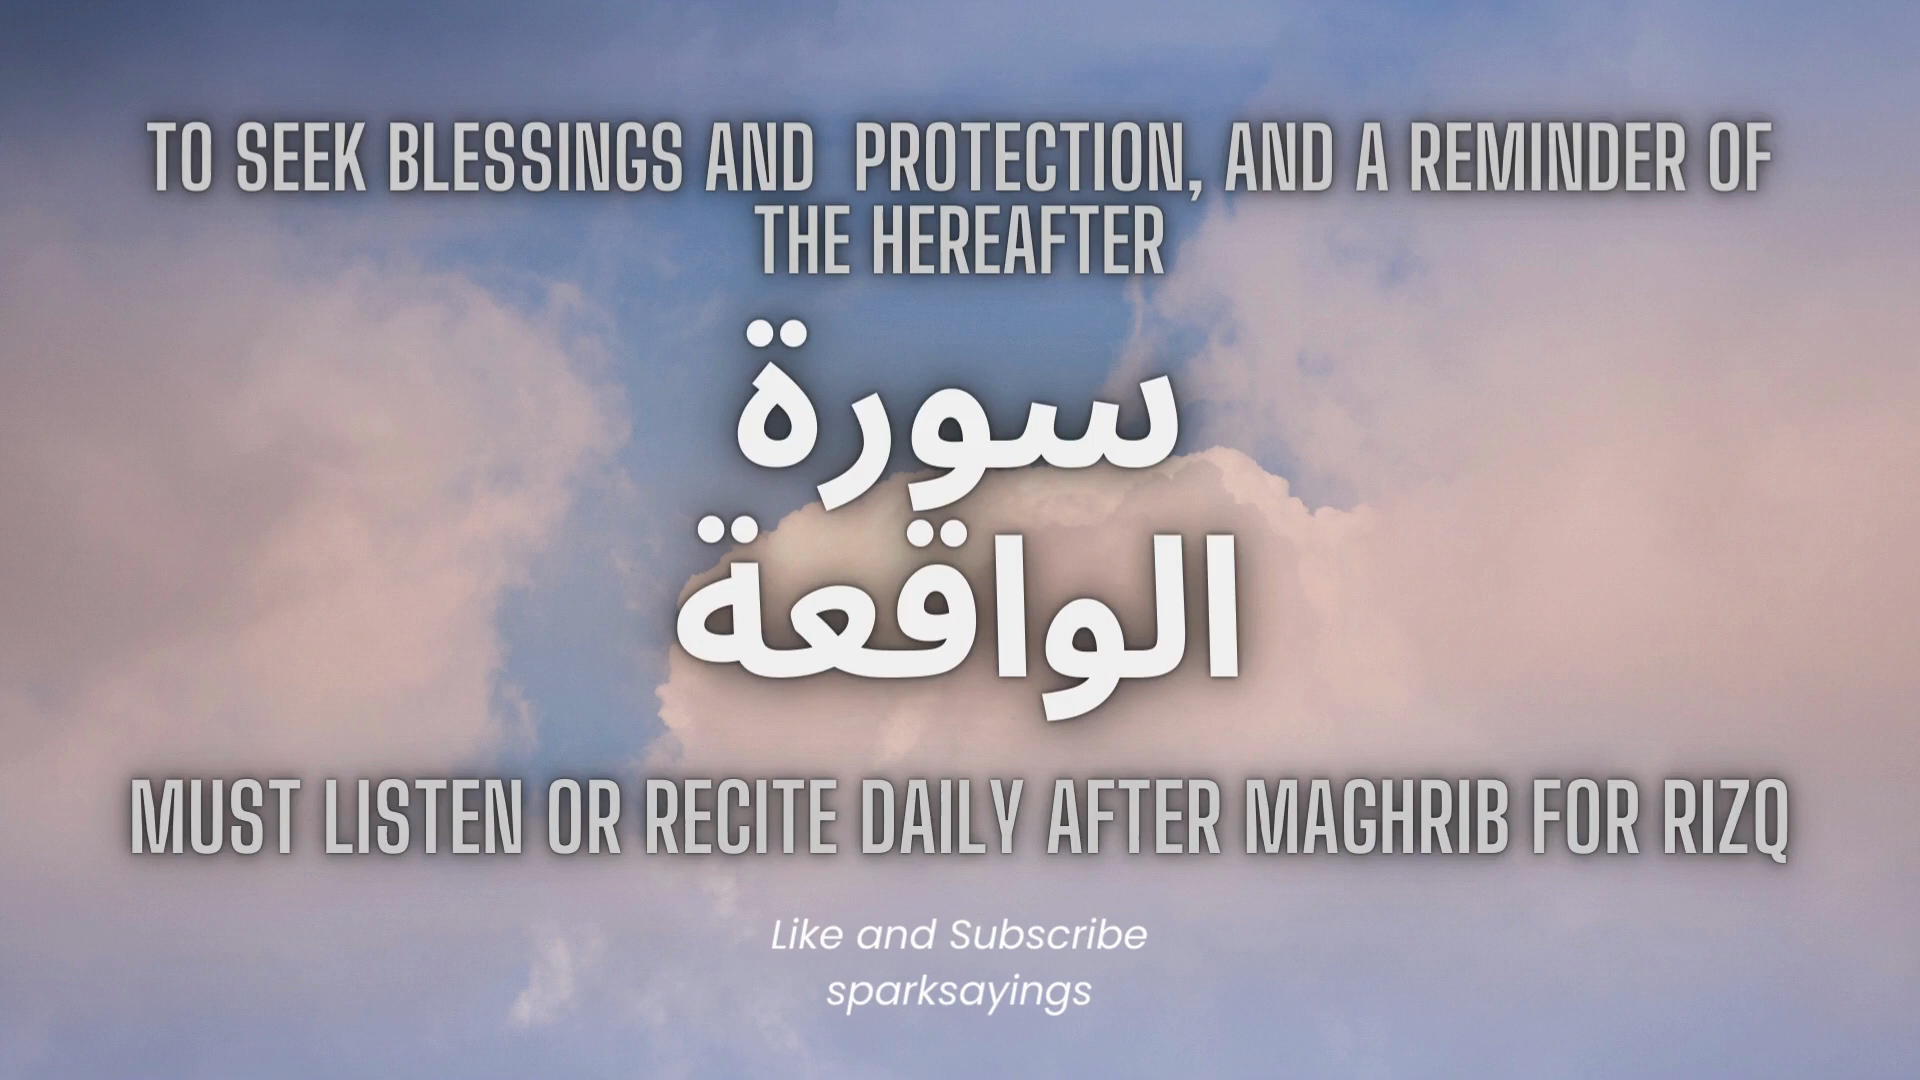 TO SEEK BLESSINGS AND PROTECTION, AND A REMINDER OF
THE HEREAFTER
سورة
الواقعة
MUST LISTEN OR RECITE DAILY AFTER MAGHRIB FOR RIZQ
Like and Subscribe
sparksayings